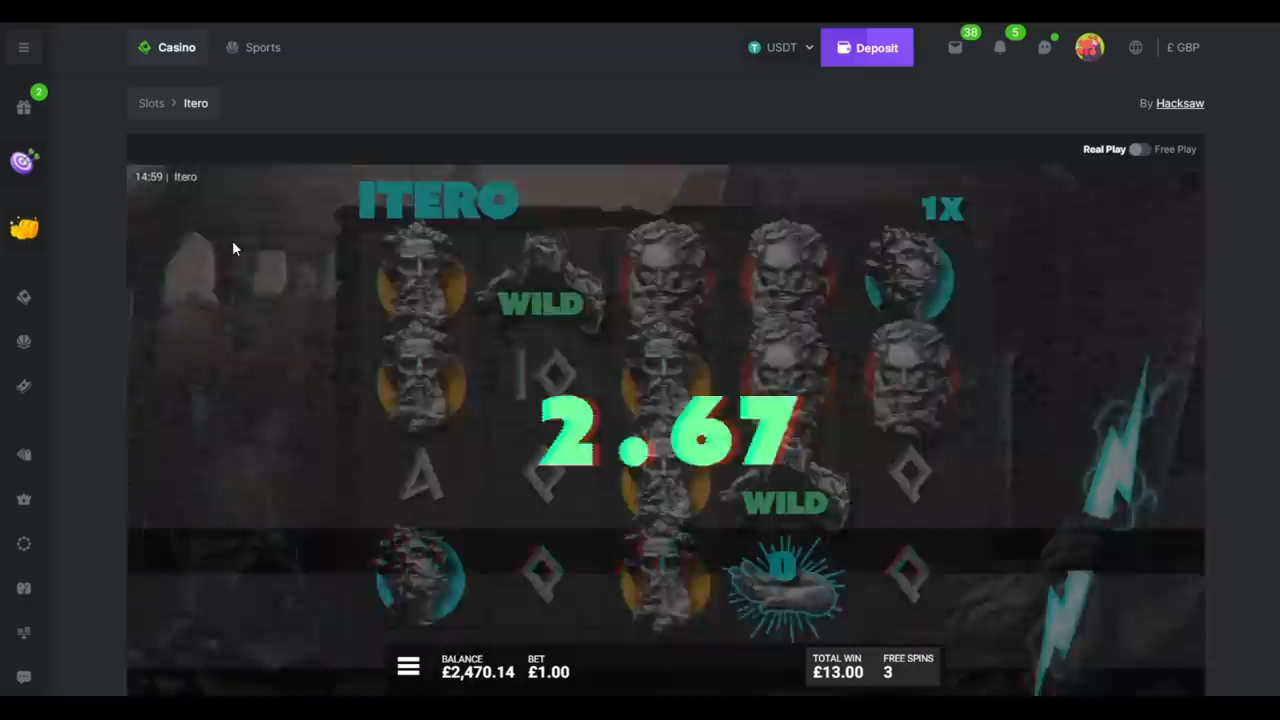 Casino
Sports
USDT
Deposit
38
5
£ GBP
2
Slots > Itero
By Hacksaw
Real Play
Free Play
14:59 | Itero
ITERO
1X
WILD
2.67
WILD
BALANCE
£2,470.14
BET
£1.00
TOTAL WIN
£13.00
FREE SPINS
3